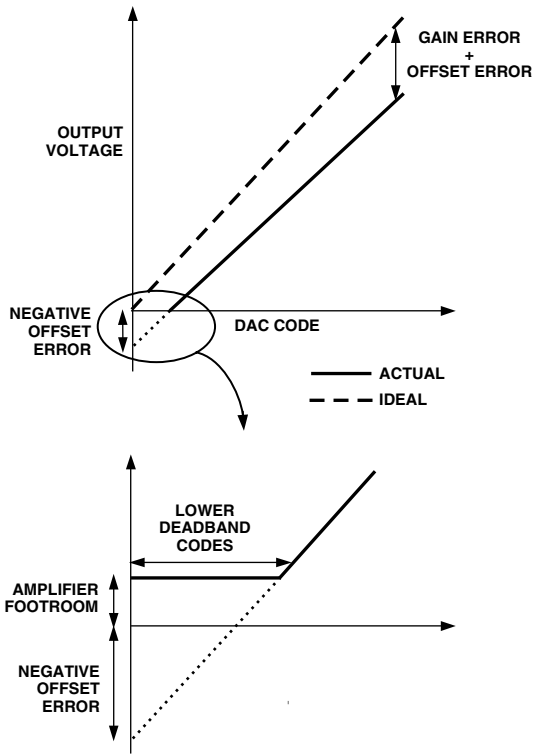 GAIN ERROR
+
OFFSET ERROR
OUTPUT
VOLTAGE
NEGATIVE
OFFSET
ERROR
DAC CODE
ACTUAL
IDEAL
LOWER
DEADBAND
CODES
AMPLIFIER
FOOTROOM
NEGATIVE
OFFSET
ERROR